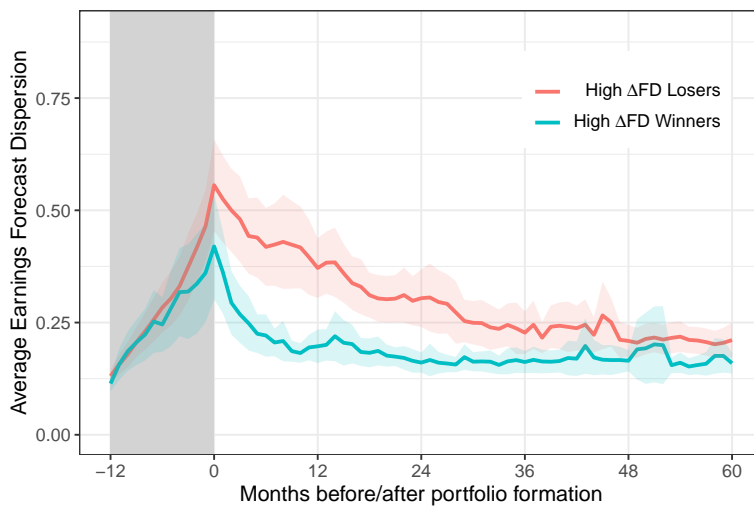 Average Earnings Forecast Dispersion
0.75
0.50
0.25
0.00
High ΔFD Losers
High ΔFD Winners
−12
0
12
24
36
48
60
Months before/after portfolio formation